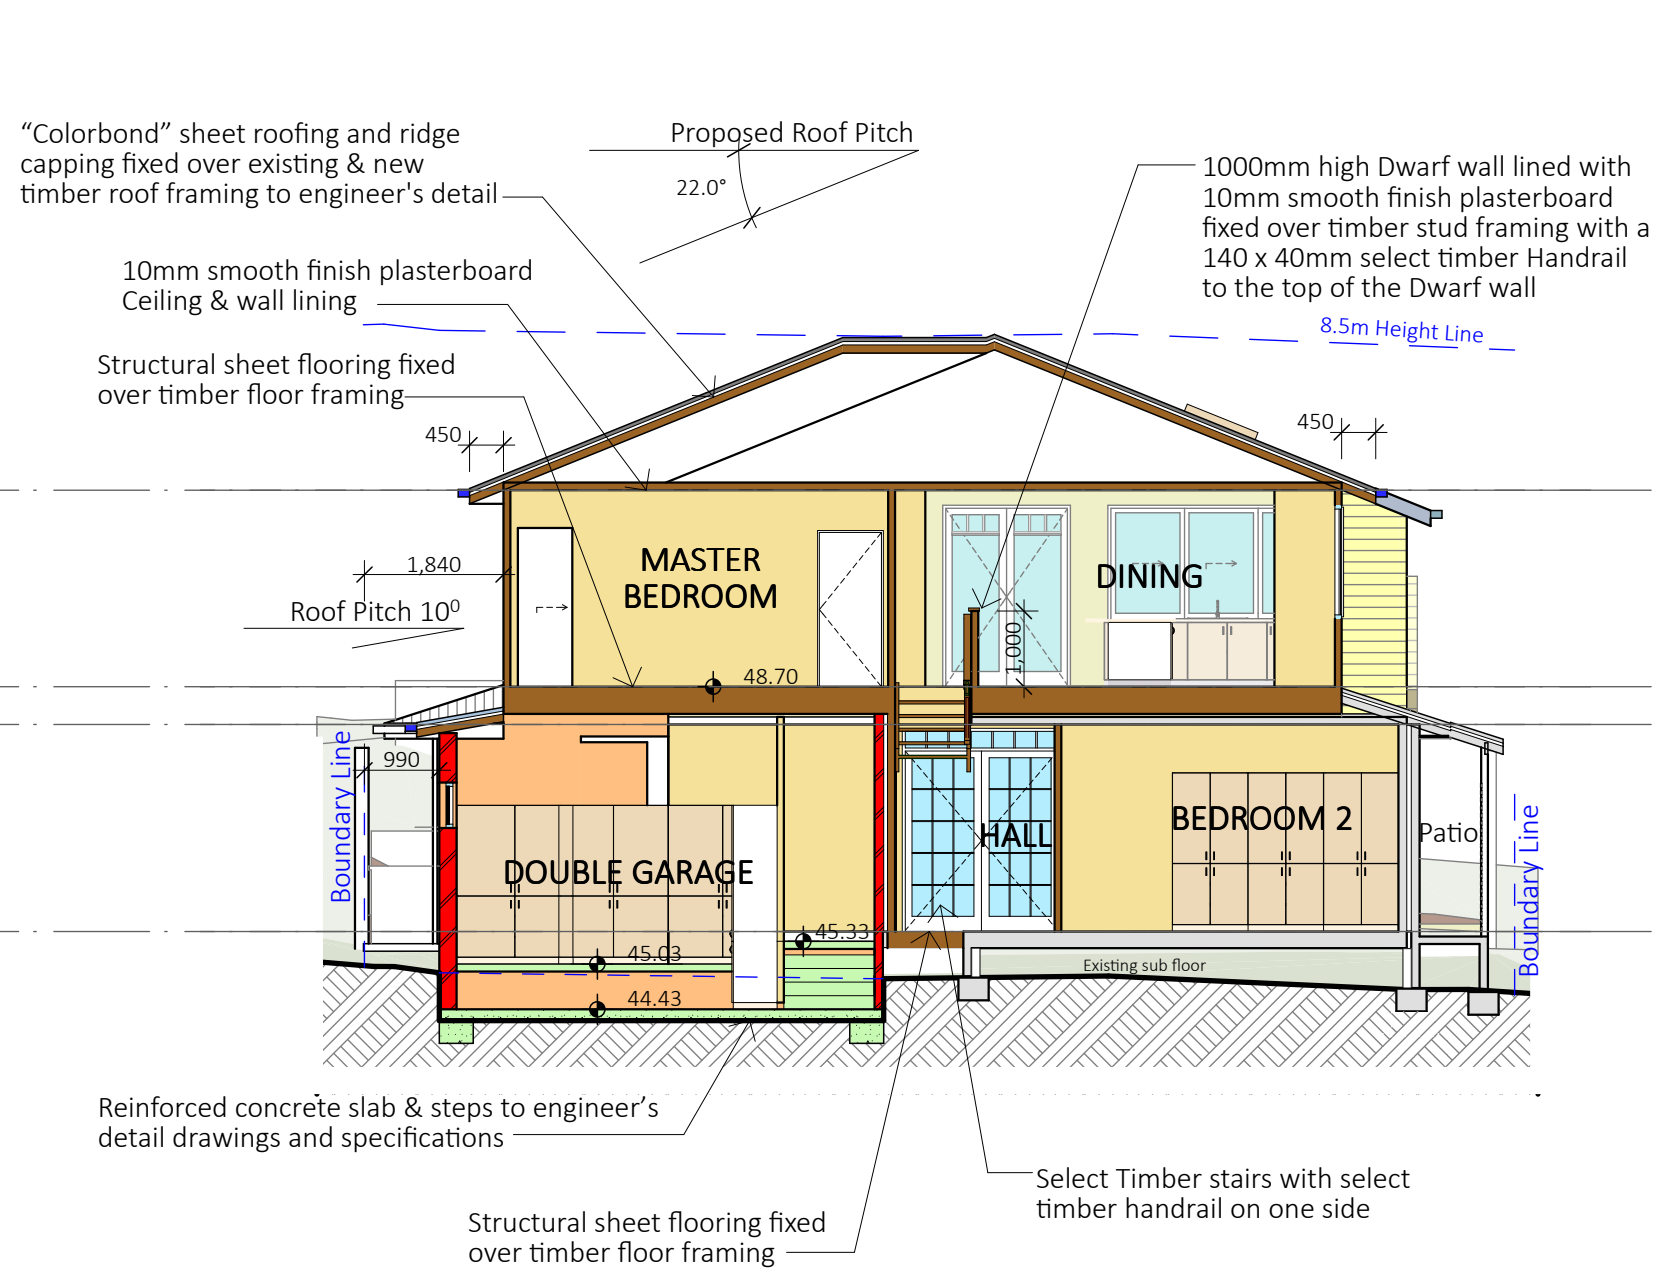 “Colorbond” sheet roofing and ridge
capping fixed over existing & new
timber roof framing to engineer's detail
Proposed Roof Pitch
22.0°
1000mm high Dwarf wall lined with
10mm smooth finish plasterboard
fixed over timber stud framing with a
140 x 40mm select timber Handrail
to the top of the Dwarf wall
10mm smooth finish plasterboard
Ceiling & wall lining
8.5m Height Line
Structural sheet flooring fixed
over timber floor framing
450
450
MASTER
BEDROOM
DINING
1,840
Roof Pitch 10⁰
1,000
48.70
990
Boundary Line
DOUBLE GARAGE
HALL
BEDROOM 2
Patio
Boundary Line
45.33
45.03
44.43
Existing sub floor
Reinforced concrete slab & steps to engineer’s
detail drawings and specifications
Select Timber stairs with select
timber handrail on one side
Structural sheet flooring fixed
over timber floor framing